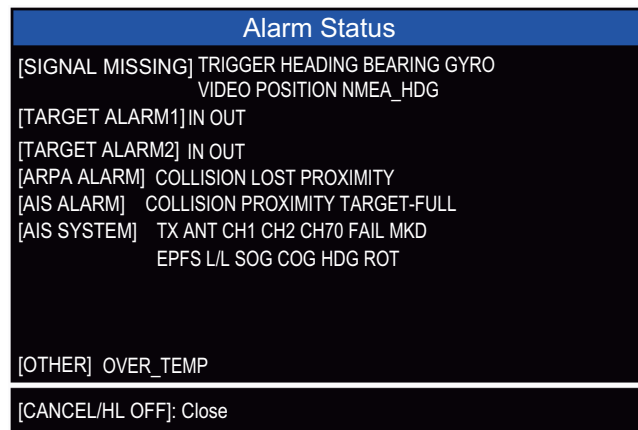 Alarm Status
[SIGNAL MISSING] TRIGGER HEADING BEARING GYRO
VIDEO POSITION NMEA_HDG
[TARGET ALARM1] IN OUT
[TARGET ALARM2] IN OUT
[ARPA ALARM] COLLISION LOST PROXIMITY
[AIS ALARM] COLLISION PROXIMITY TARGET-FULL
[AIS SYSTEM] TX ANT CH1 CH2 CH70 FAIL MKD
EPFS L/L SOG COG HDG ROT
[OTHER] OVER_TEMP
[CANCEL/HL OFF]: Close